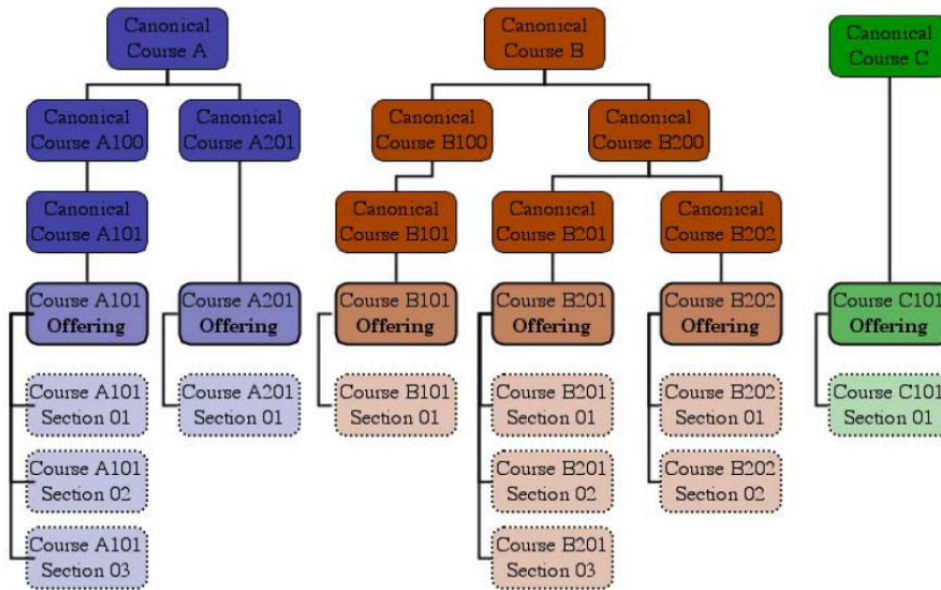 Canonical
Course A
Canonical
Course B
Canonical
Course C
Canonical
Course A100
Canonical
Course A201
Canonical
Course B100
Canonical
Course B200
Canonical
Course A101
Canonical
Course B101
Canonical
Course B201
Canonical
Course B202
Course A101
Offering
Course A201
Offering
Course B101
Offering
Course B201
Offering
Course B202
Offering
Course C101
Offering
Course A101
Section 01
Course A201
Section 01
Course B101
Section 01
Course B201
Section 01
Course B202
Section 01
Course C101
Section 01
Course A101
Section 02
Course B201
Section 02
Course B202
Section 02
Course A101
Section 03
Course B201
Section 03